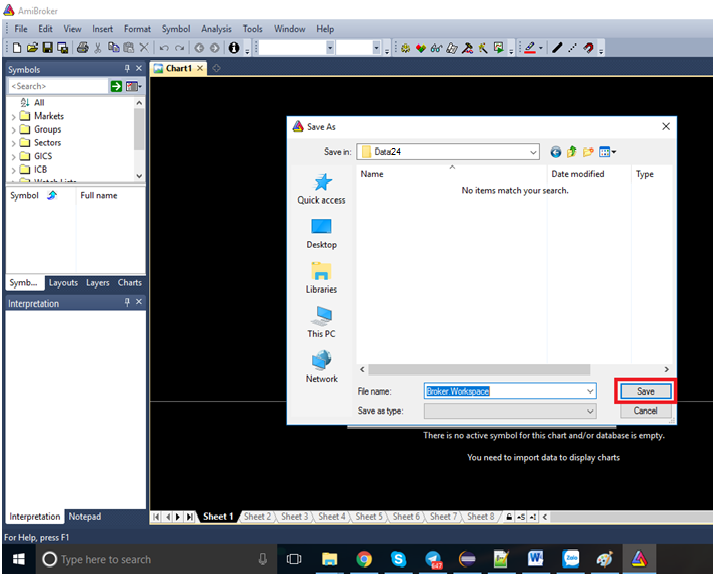 AmiBroker
File Edit View Insert Format Symbol Analysis Tools Window Help
Symbols
Chart1
<Search>
All
Markets
Groups
Sectors
GICS
ICB
Watch Lists
Symbol Full name
Symb... Layouts Layers Charts
Interpretation
Save As
Save in: Data24
Name Date modified Type
No items match your search.
Quick access
Desktop
Libraries
This PC
Network
File name: Broker Workspace Save
Save as type: Cancel
There is no active symbol for this chart and/or database is empty.
You need to import data to display charts
Interpretation Notepad
Sheet 1 Sheet 2 Sheet 3 Sheet 4 Sheet 5 Sheet 6 Sheet 7 Sheet 8
For Help, press F1
Type here to search